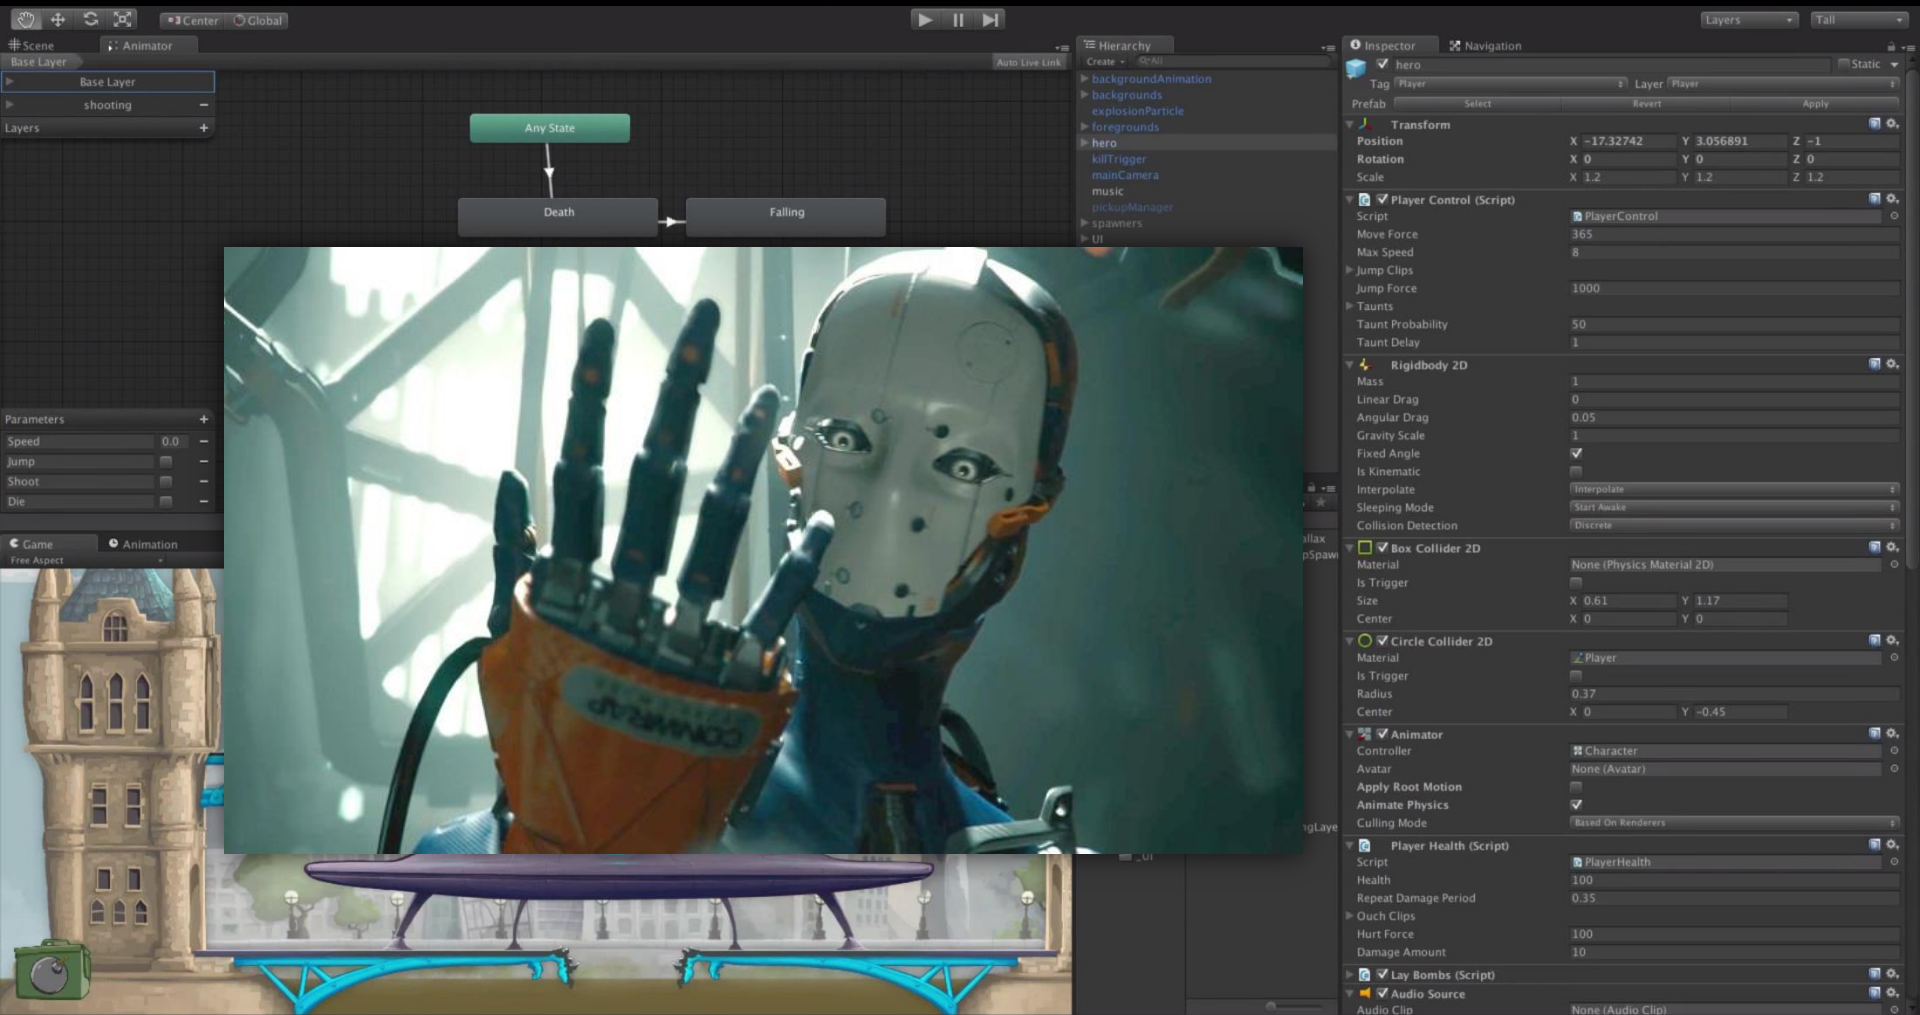 Center
Global
Layers
Tall
Scene
Animator
Base Layer
Auto Live Link
Base Layer
shooting
Layers
Any State
Death
Falling
Parameters
Speed 0.0
Jump
Shoot
Die
Game
Animation
Free Aspect
Hierarchy
Create
All
backgroundAnimation
backgrounds
explosionParticle
foregrounds
hero
killTrigger
mainCamera
music
pickupManager
spawners
UI
CONWRAP
_UI
Inspector
Navigation
hero
Static
Tag Player Layer Player
Prefab Select Revert Apply
Transform
Position X -17.32742 Y 3.056891 Z -1
Rotation X 0 Y 0 Z 0
Scale X 1.2 Y 1.2 Z 1.2
Player Control (Script)
Script PlayerControl
Move Force 365
Max Speed 8
Jump Clips
Jump Force 1000
Taunts
Taunt Probability 50
Taunt Delay 1
Rigidbody 2D
Mass 1
Linear Drag 0
Angular Drag 0.05
Gravity Scale 1
Fixed Angle
Is Kinematic
Interpolate Interpolate
Sleeping Mode Start Awake
Collision Detection Discrete
Box Collider 2D
Material None (Physics Material 2D)
Is Trigger
Size X 0.61 Y 1.17
Center X 0 Y 0
Circle Collider 2D
Material Player
Is Trigger
Radius 0.37
Center X 0 Y -0.45
Animator
Controller Character
Avatar None (Avatar)
Apply Root Motion
Animate Physics
Culling Mode Based On Renderers
Player Health (Script)
Script PlayerHealth
Health 100
Repeat Damage Period 0.35
Ouch Clips
Hurt Force 100
Damage Amount 10
Lay Bombs (Script)
Audio Source
Audio Clip None (Audio Clip)